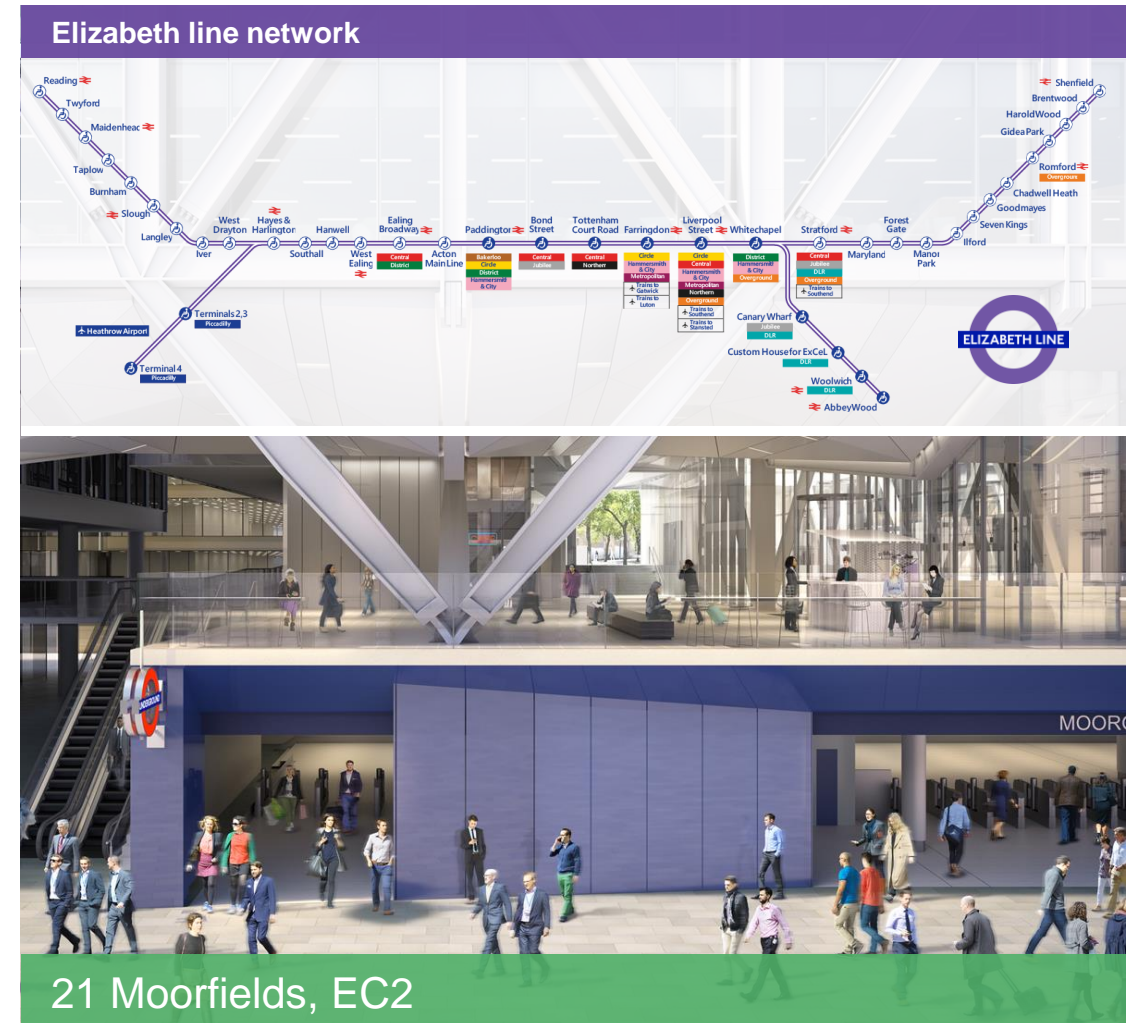 Elizabeth line network
Reading
Twyford
Maidenhead
Taplow
Burnham
Slough
Langley
Iver
West
Drayton
Hayes &
Harlington
Southall
Hanwell
West
Ealing
Ealing
Broadway
Central
District
Acton
Main Line
Paddington
Bakerloo
Circle
District
Hammersmith
& City
Bond
Street
Central
Jubilee
Tottenham
Court Road
Central
Northern
Farringdon
Circle
Hammersmith
& City
Metropolitan
Trains to
Gatwick
Trains to
Luton
Liverpool
Street
Circle
Central
Hammersmith
& City
Metropolitan
Northern
Overground
Trains to
Southend
Trains to
Stansted
Whitechapel
District
Hammersmith
& City
Overground
Stratford
Central
Jubilee
DLR
Overground
Trains to
Southend
Maryland
Forest
Gate
Manor
Park
Ilford
Seven Kings
Goodmayes
Chadwell Heath
Romford
Overground
Gidea Park
Harold Wood
Brentwood
Shenfield
Heathrow Airport
Terminals 2,3
Piccadilly
Terminal 4
Piccadilly
Canary Wharf
Jubilee
DLR
Custom House for ExCeL
DLR
Woolwich
DLR
Abbey Wood
ELIZABETH LINE
UNDERGROUND
MOORG
21 Moorfields, EC2